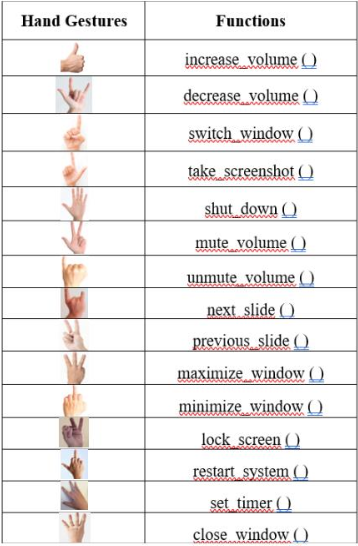 Hand Gestures Functions
increase_volume ( )
decrease_volume ( )
switch_window ( )
take_screenshot ( )
shut_down ( )
mute_volume ( )
unmute_volume ( )
next_slide ( )
previous_slide ( )
maximize_window ( )
minimize_window ( )
lock_screen ( )
restart_system ( )
set_timer ( )
close_window ( )